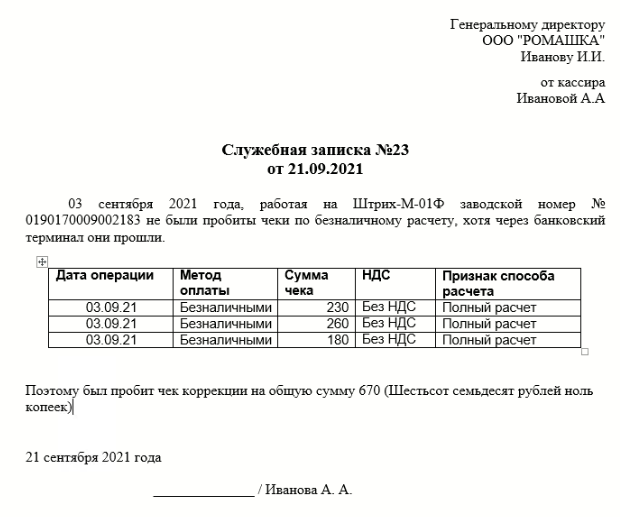 Генеральному директору
ООО "РОМАШКА"
Иванову И.И.
от кассира
Ивановой А.А
Служебная записка №23
от 21.09.2021
03 сентября 2021 года, работая на Штрих-М-01Ф заводской номер №
0190170009002183 не были пробиты чеки по безналичному расчету, хотя через банковский
терминал они прошли.
Дата операции Метод оплаты Сумма чека НДС Признак способа расчета
03.09.21 Безналичными 230 Без НДС Полный расчет
03.09.21 Безналичными 260 Без НДС Полный расчет
03.09.21 Безналичными 180 Без НДС Полный расчет
Поэтому был пробит чек коррекции на общую сумму 670 (Шестьсот семьдесят рублей ноль
копеек)
21 сентября 2021 года
_______________ / Иванова А. А.